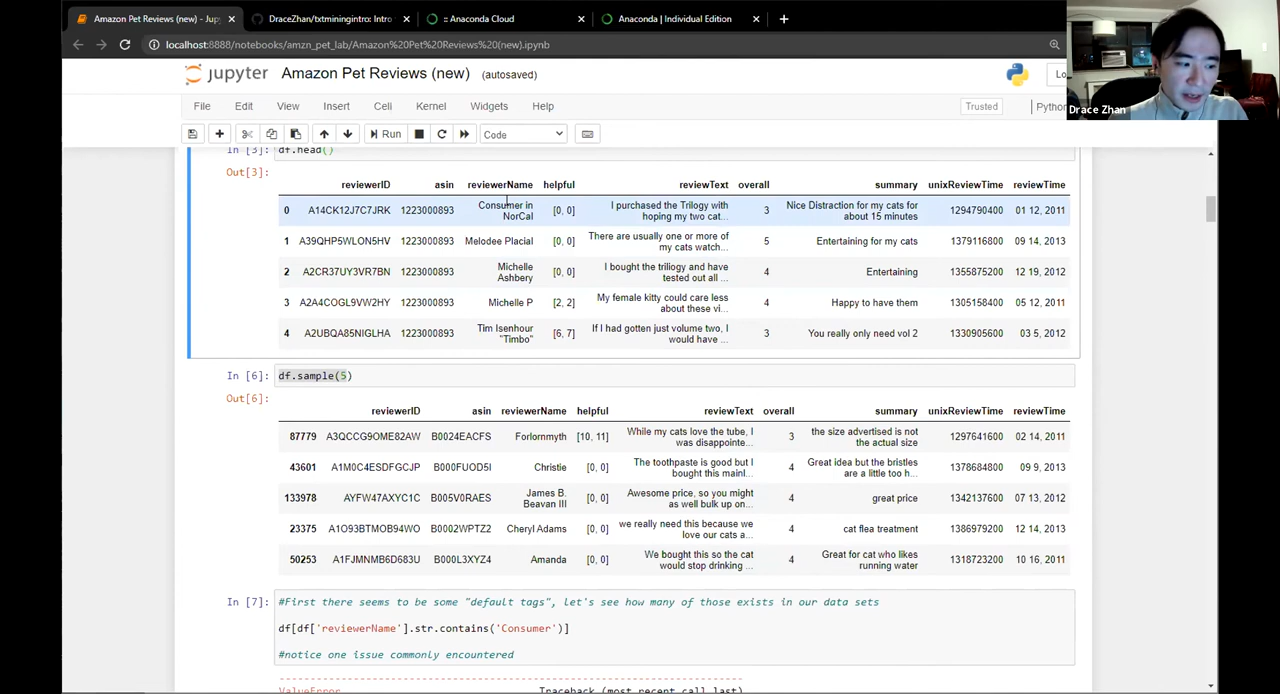 Amazon Pet Reviews (new) - Jup
DraceZhan/txtminingintro: Intro
:: Anaconda Cloud
Anaconda | Individual Edition
localhost:8888/notebooks/amzn_pet_lab/Amazon%20Pet%20Reviews%20(new).ipynb
jupyter Amazon Pet Reviews (new) (autosaved)
Lo
File Edit View Insert Cell Kernel Widgets Help
Trusted
Python
Drace Zhan
Run
Code
In [3]: df.head()
Out[3]:
reviewerID asin reviewerName helpful reviewText overall summary unixReviewTime reviewTime
0 A14CK12J7C7JRK 1223000893 Consumer in NorCal [0, 0] I purchased the Trilogy with hoping my two cat... 3 Nice Distraction for my cats for about 15 minutes 1294790400 01 12, 2011
1 A39QHP5WLON5HV 1223000893 Melodee Placial [0, 0] There are usually one or more of my cats watch... 5 Entertaining for my cats 1379116800 09 14, 2013
2 A2CR37UY3VR7BN 1223000893 Michelle Ashbery [0, 0] I bought the triliogy and have tested out all ... 4 Entertaining 1355875200 12 19, 2012
3 A2A4COGL9VW2HY 1223000893 Michelle P [2, 2] My female kitty could care less about these vi... 4 Happy to have them 1305158400 05 12, 2011
4 A2UBQA85NIGLHA 1223000893 Tim Isenhour "Timbo" [6, 7] If I had gotten just volume two, I would have ... 3 You really only need vol 2 1330905600 03 5, 2012
In [6]: df.sample(5)
Out[6]:
reviewerID asin reviewerName helpful reviewText overall summary unixReviewTime reviewTime
87779 A3QCCG9OME82AW B0024EACFS Forlornmyth [10, 11] While my cats love the tube, I was disappointe... 3 the size advertised is not the actual size 1297641600 02 14, 2011
43601 A1M0C4ESDFGCJP B000FUOD5I Christie [0, 0] The toothpaste is good but I bought this mainl... 4 Great idea but the bristles are a little too h... 1378684800 09 9, 2013
133978 AYFW47AXYC1C B005V0RAES James B. Beavan III [0, 0] Awesome price, so you might as well bulk up on... 4 great price 1342137600 07 13, 2012
23375 A1O93BTMOB94WO B0002WPTZ2 Cheryl Adams [0, 0] we really need this because we love our cats a... 4 cat flea treatment 1386979200 12 14, 2013
50253 A1FJMNMB6D683U B000L3XYZ4 Amanda [0, 0] We bought this so the cat would stop drinking ... 4 Great for cat who likes running water 1318723200 10 16, 2011
In [7]: #First there seems to be some "default tags", let's see how many of those exists in our data sets
df[df['reviewerName'].str.contains('Consumer')]
#notice one issue commonly encountered
ValueError Traceback (most recent call last)